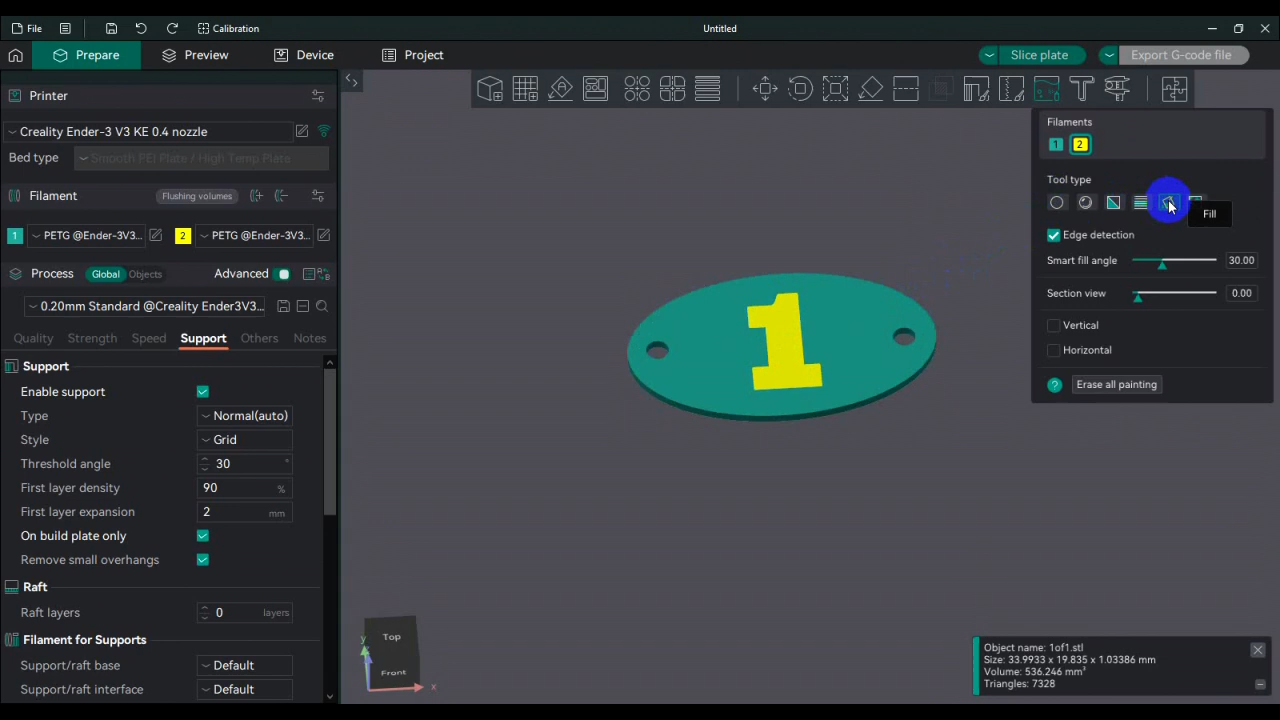 File
Calibration
Untitled
Prepare
Preview
Device
Project
Slice plate
Export G-code file
Printer
Creality Ender-3 V3 KE 0.4 nozzle
Bed type
Smooth PEI Plate / High Temp Plate
Filament
Flushing volumes
1 PETG @Ender-3V3...
2 PETG @Ender-3V3...
Process
Global
Objects
Advanced
0.20mm Standard @Creality Ender3V3...
Quality
Strength
Speed
Support
Others
Notes
Support
Enable support
Type Normal(auto)
Style Grid
Threshold angle 30 °
First layer density 90 %
First layer expansion 2 mm
On build plate only
Remove small overhangs
Raft
Raft layers 0 layers
Filament for Supports
Support/raft base Default
Support/raft interface Default
1
Top
Front
y
x
Filaments
1 2
Tool type
Fill
Edge detection
Smart fill angle 30.00
Section view 0.00
Vertical
Horizontal
? Erase all painting
Object name: 1of1.stl
Size: 33.9933 x 19.835 x 1.03386 mm
Volume: 536.246 mm³
Triangles: 7328